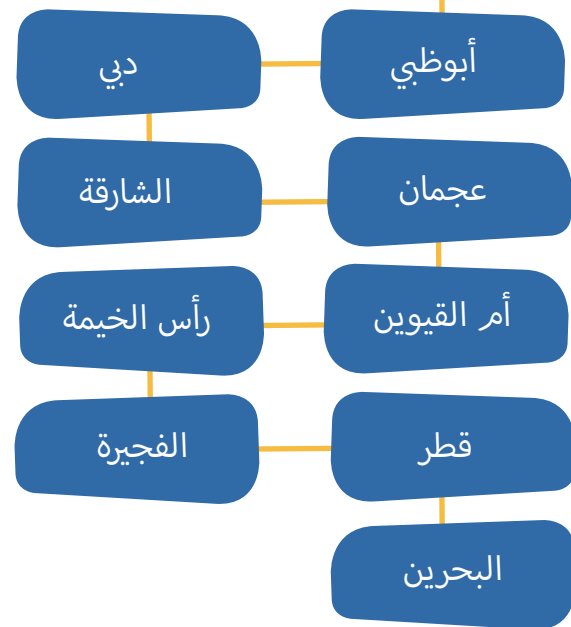 أبوظبي
دبي
الشارقة
عجمان
أم القيوين
رأس الخيمة
الفجيرة
قطر
البحرين